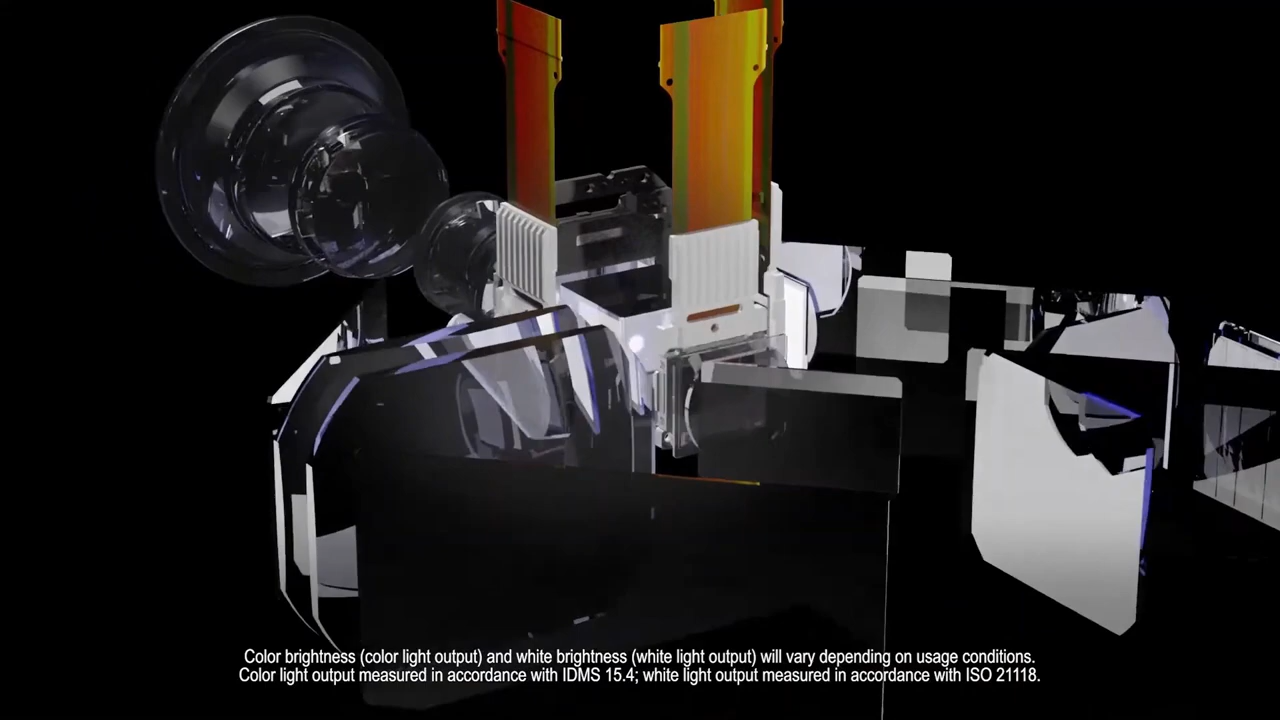 Color brightness (color light output) and white brightness (white light output) will vary depending on usage conditions.
Color light output measured in accordance with IDMS 15.4; white light output measured in accordance with ISO 21118.